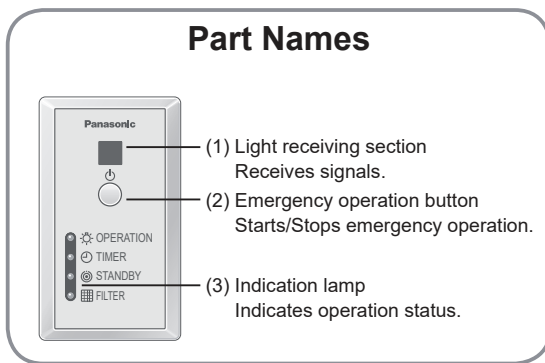 Part Names
Panasonic
OPERATION
TIMER
STANDBY
FILTER
(1) Light receiving section
Receives signals.
(2) Emergency operation button
Starts/Stops emergency operation.
(3) Indication lamp
Indicates operation status.